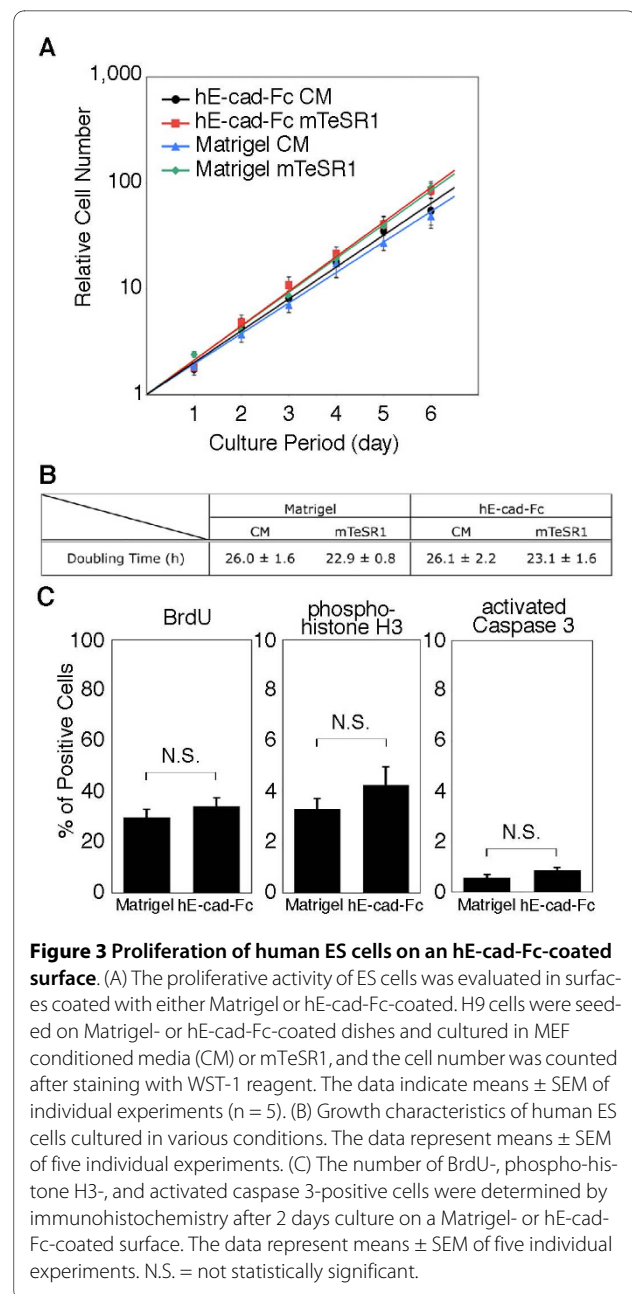 A
1,000
100
10
1
Relative Cell Number
hE-cad-Fc CM
hE-cad-Fc mTeSR1
Matrigel CM
Matrigel mTeSR1
1 2 3 4 5 6
Culture Period (day)
B
Matrigel hE-cad-Fc
CM mTeSR1 CM mTeSR1
Doubling Time (h) 26.0 ± 1.6 22.9 ± 0.8 26.1 ± 2.2 23.1 ± 1.6
C
BrdU
% of Positive Cells
100
80
60
40
20
0
N.S.
Matrigel hE-cad-Fc
phospho-
histone H3
10
8
6
4
2
0
N.S.
Matrigel hE-cad-Fc
activated
Caspase 3
10
8
6
4
2
0
N.S.
Matrigel hE-cad-Fc
Figure 3 Proliferation of human ES cells on an hE-cad-Fc-coated
surface. (A) The proliferative activity of ES cells was evaluated in surfac-
es coated with either Matrigel or hE-cad-Fc-coated. H9 cells were seed-
ed on Matrigel- or hE-cad-Fc-coated dishes and cultured in MEF
conditioned media (CM) or mTeSR1, and the cell number was counted
after staining with WST-1 reagent. The data indicate means ± SEM of
individual experiments (n = 5). (B) Growth characteristics of human ES
cells cultured in various conditions. The data represent means ± SEM
of five individual experiments. (C) The number of BrdU-, phospho-his-
tone H3-, and activated caspase 3-positive cells were determined by
immunohistochemistry after 2 days culture on a Matrigel- or hE-cad-
Fc-coated surface. The data represent means ± SEM of five individual
experiments. N.S. = not statistically significant.